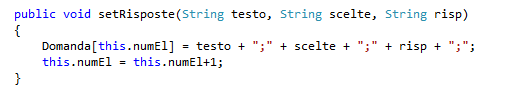 public void setRisposte(String testo, String scelte, String risp)
{
    Domanda[this.numEl] = testo + ";" + scelte + ";" + risp + ";";
    this.numEl = this.numEl+1;
}